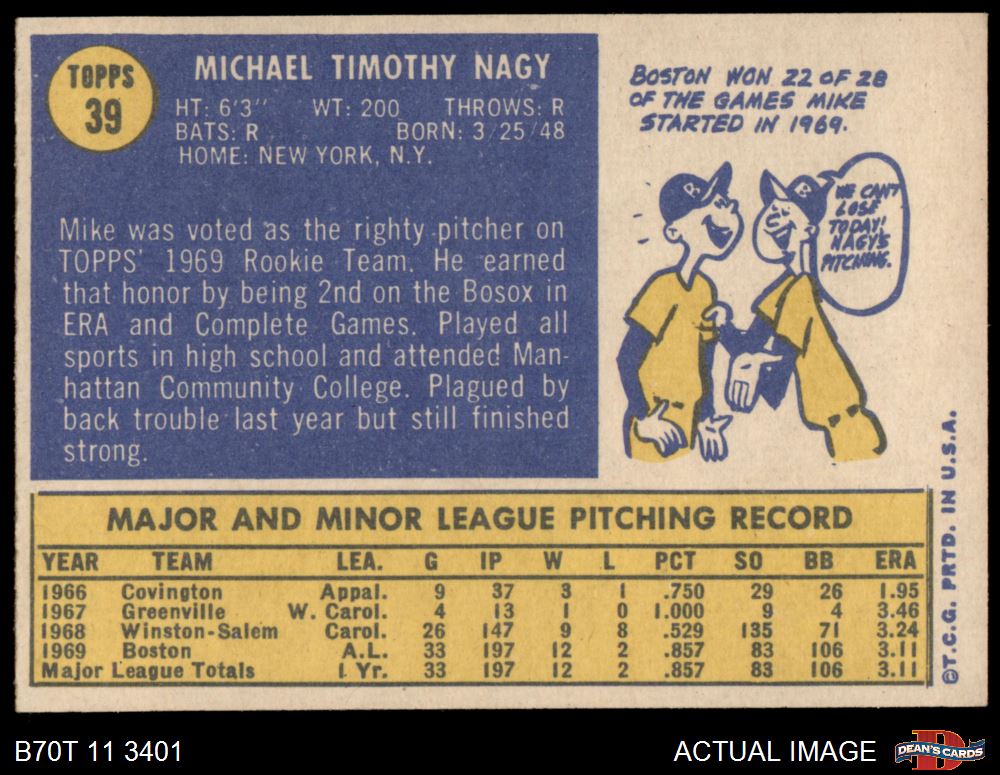 TOPPS
39
MICHAEL TIMOTHY NAGY
HT: 6'3" WT: 200 THROWS: R
BATS: R BORN: 3/25/48
HOME: NEW YORK, N.Y.
Mike was voted as the righty pitcher on
TOPPS' 1969 Rookie Team. He earned
that honor by being 2nd on the Bosox in
ERA and Complete Games. Played all
sports in high school and attended Man-
hattan Community College. Plagued by
back trouble last year but still finished
strong.
BOSTON WON 22 OF 28
OF THE GAMES MIKE
STARTED IN 1969.
B
B
WE CAN'T
LOSE
TODAY!
NAGY'S
PITCHING.
MAJOR AND MINOR LEAGUE PITCHING RECORD
YEAR TEAM LEA. G IP W L PCT SO BB ERA
1966 Covington Appal. 9 37 3 1 .750 29 26 1.95
1967 Greenville W. Carol. 4 13 1 0 1.000 9 4 3.46
1968 Winston-Salem Carol. 26 147 9 8 .529 135 71 3.24
1969 Boston A.L. 33 197 12 2 .857 83 106 3.11
Major League Totals 1 Yr. 33 197 12 2 .857 83 106 3.11
©T.C.G. PRTD. IN U.S.A.
B70T 11 3401
ACTUAL IMAGE
D
DEAN'S CARDS